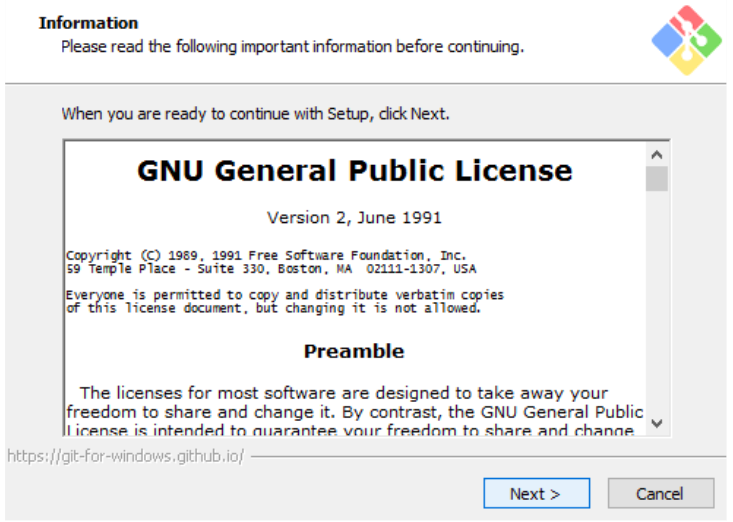 Information
Please read the following important information before continuing.
When you are ready to continue with Setup, click Next.
GNU General Public License
Version 2, June 1991
Copyright (C) 1989, 1991 Free Software Foundation, Inc.
59 Temple Place - Suite 330, Boston, MA  02111-1307, USA
Everyone is permitted to copy and distribute verbatim copies
of this license document, but changing it is not allowed.
Preamble
The licenses for most software are designed to take away your
freedom to share and change it. By contrast, the GNU General Public
License is intended to guarantee your freedom to share and change
https://git-for-windows.github.io/
Next >
Cancel